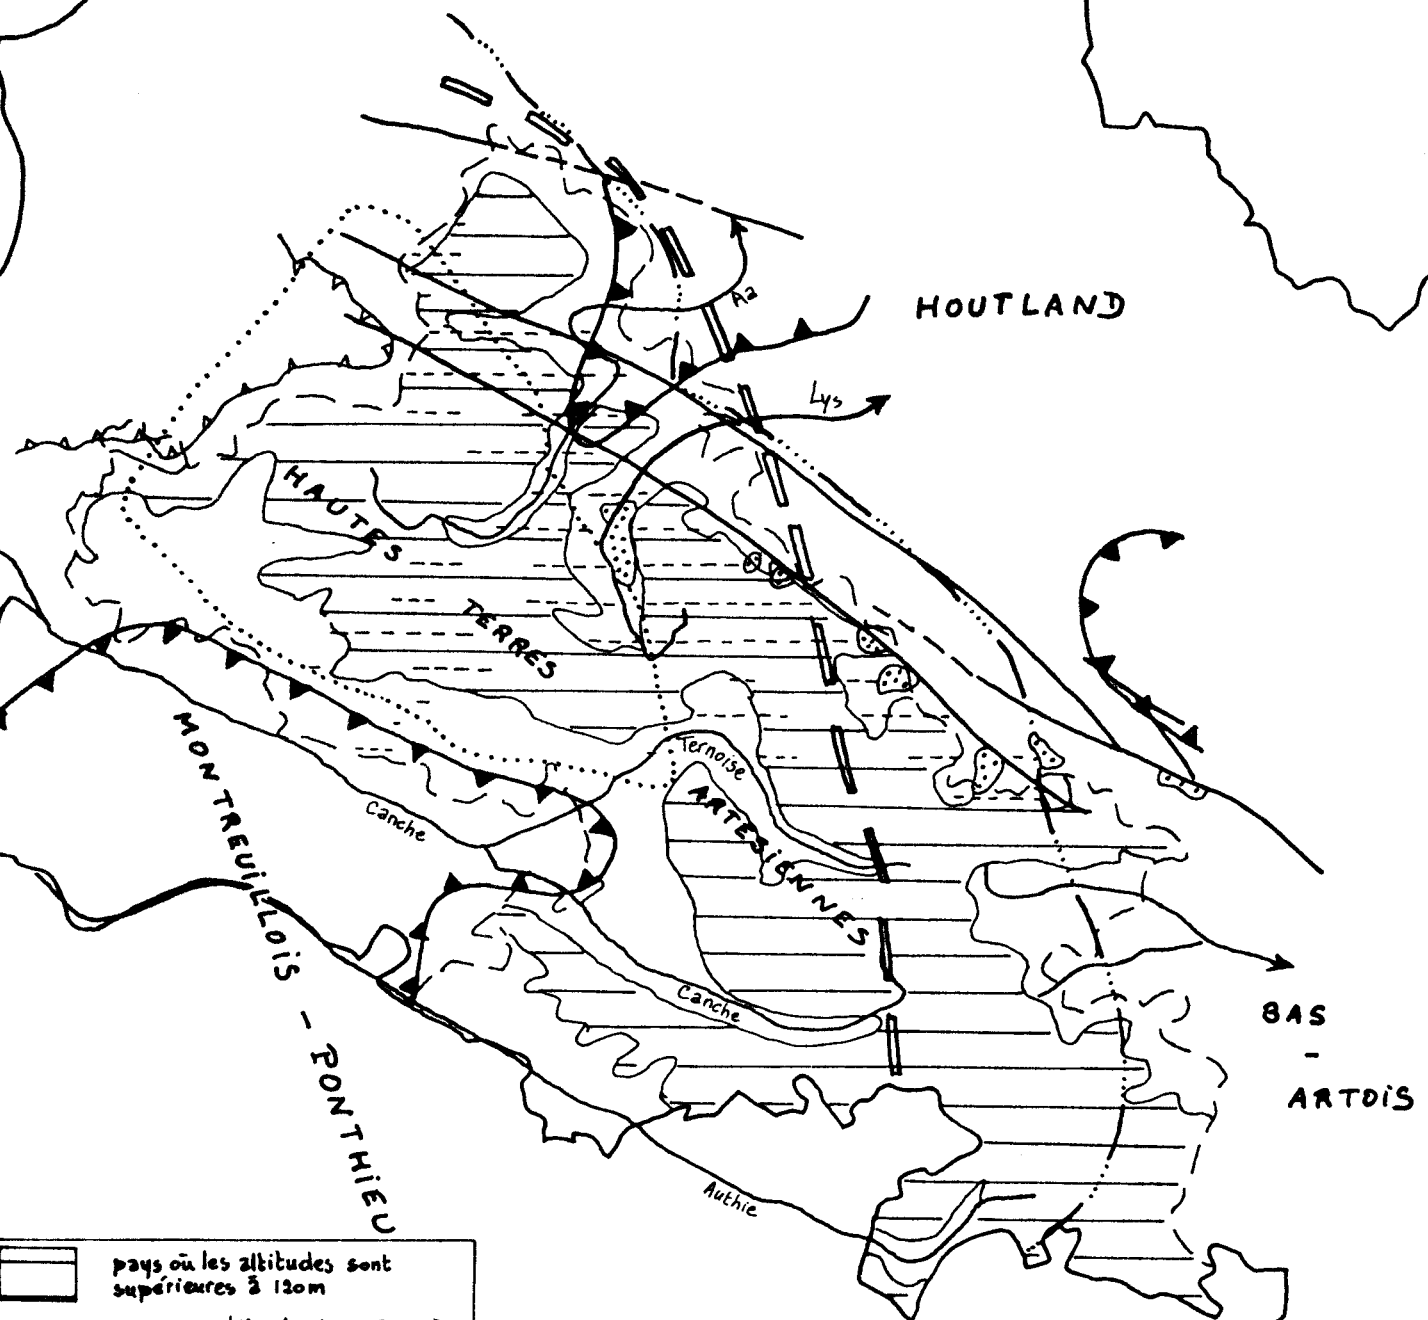 HOUTLAND
Aa
Lys
HAUTES
TERRES
ARTESIENNES
Ternoise
Canche
Canche
MONTREUILLOIS - PONTHIEU
BAS
-
ARTOIS
Authie
pays où les altitudes sont
supérieures à 120m